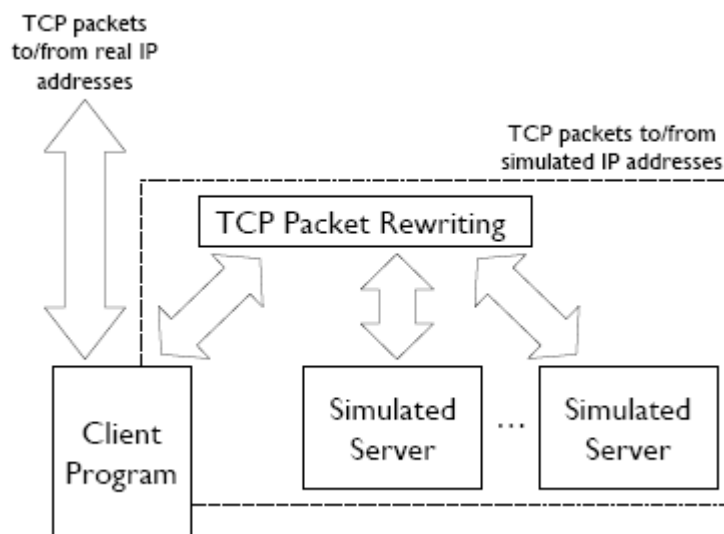 TCP packets
to/from real IP
addresses
TCP packets to/from
simulated IP addresses
TCP Packet Rewriting
Client
Program
Simulated
Server
...
Simulated
Server